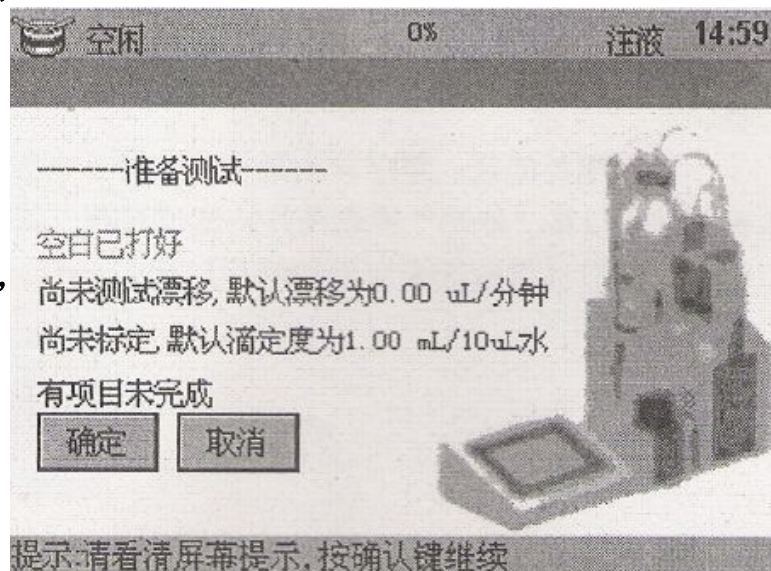 空闲 0% 注液 14:59
------准备测试------
空白已打好
尚未测试漂移,默认漂移为0.00 uL/分钟
尚未标定,默认滴定度为1.00 mL/10uL水
有项目未完成
确定 取消
提示:请看清屏幕提示,按确认键继续